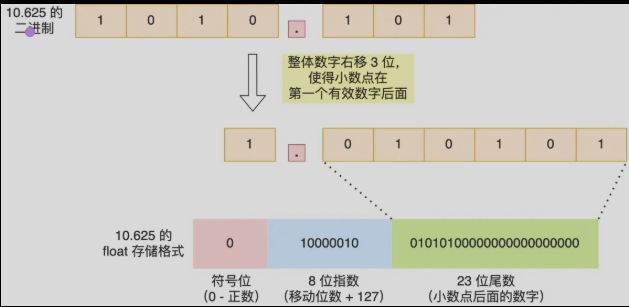 10.625 的
二进制
1 0 1 0 . 1 0 1
整体数字右移 3 位，
使得小数点在
第一个有效数字后面
1 . 0 1 0 1 0 1
10.625 的
float 存储格式
0 10000010 01010100000000000000000
符号位 8 位指数 23 位尾数
（0 - 正数） （移动位数 + 127） （小数点后面的数字）